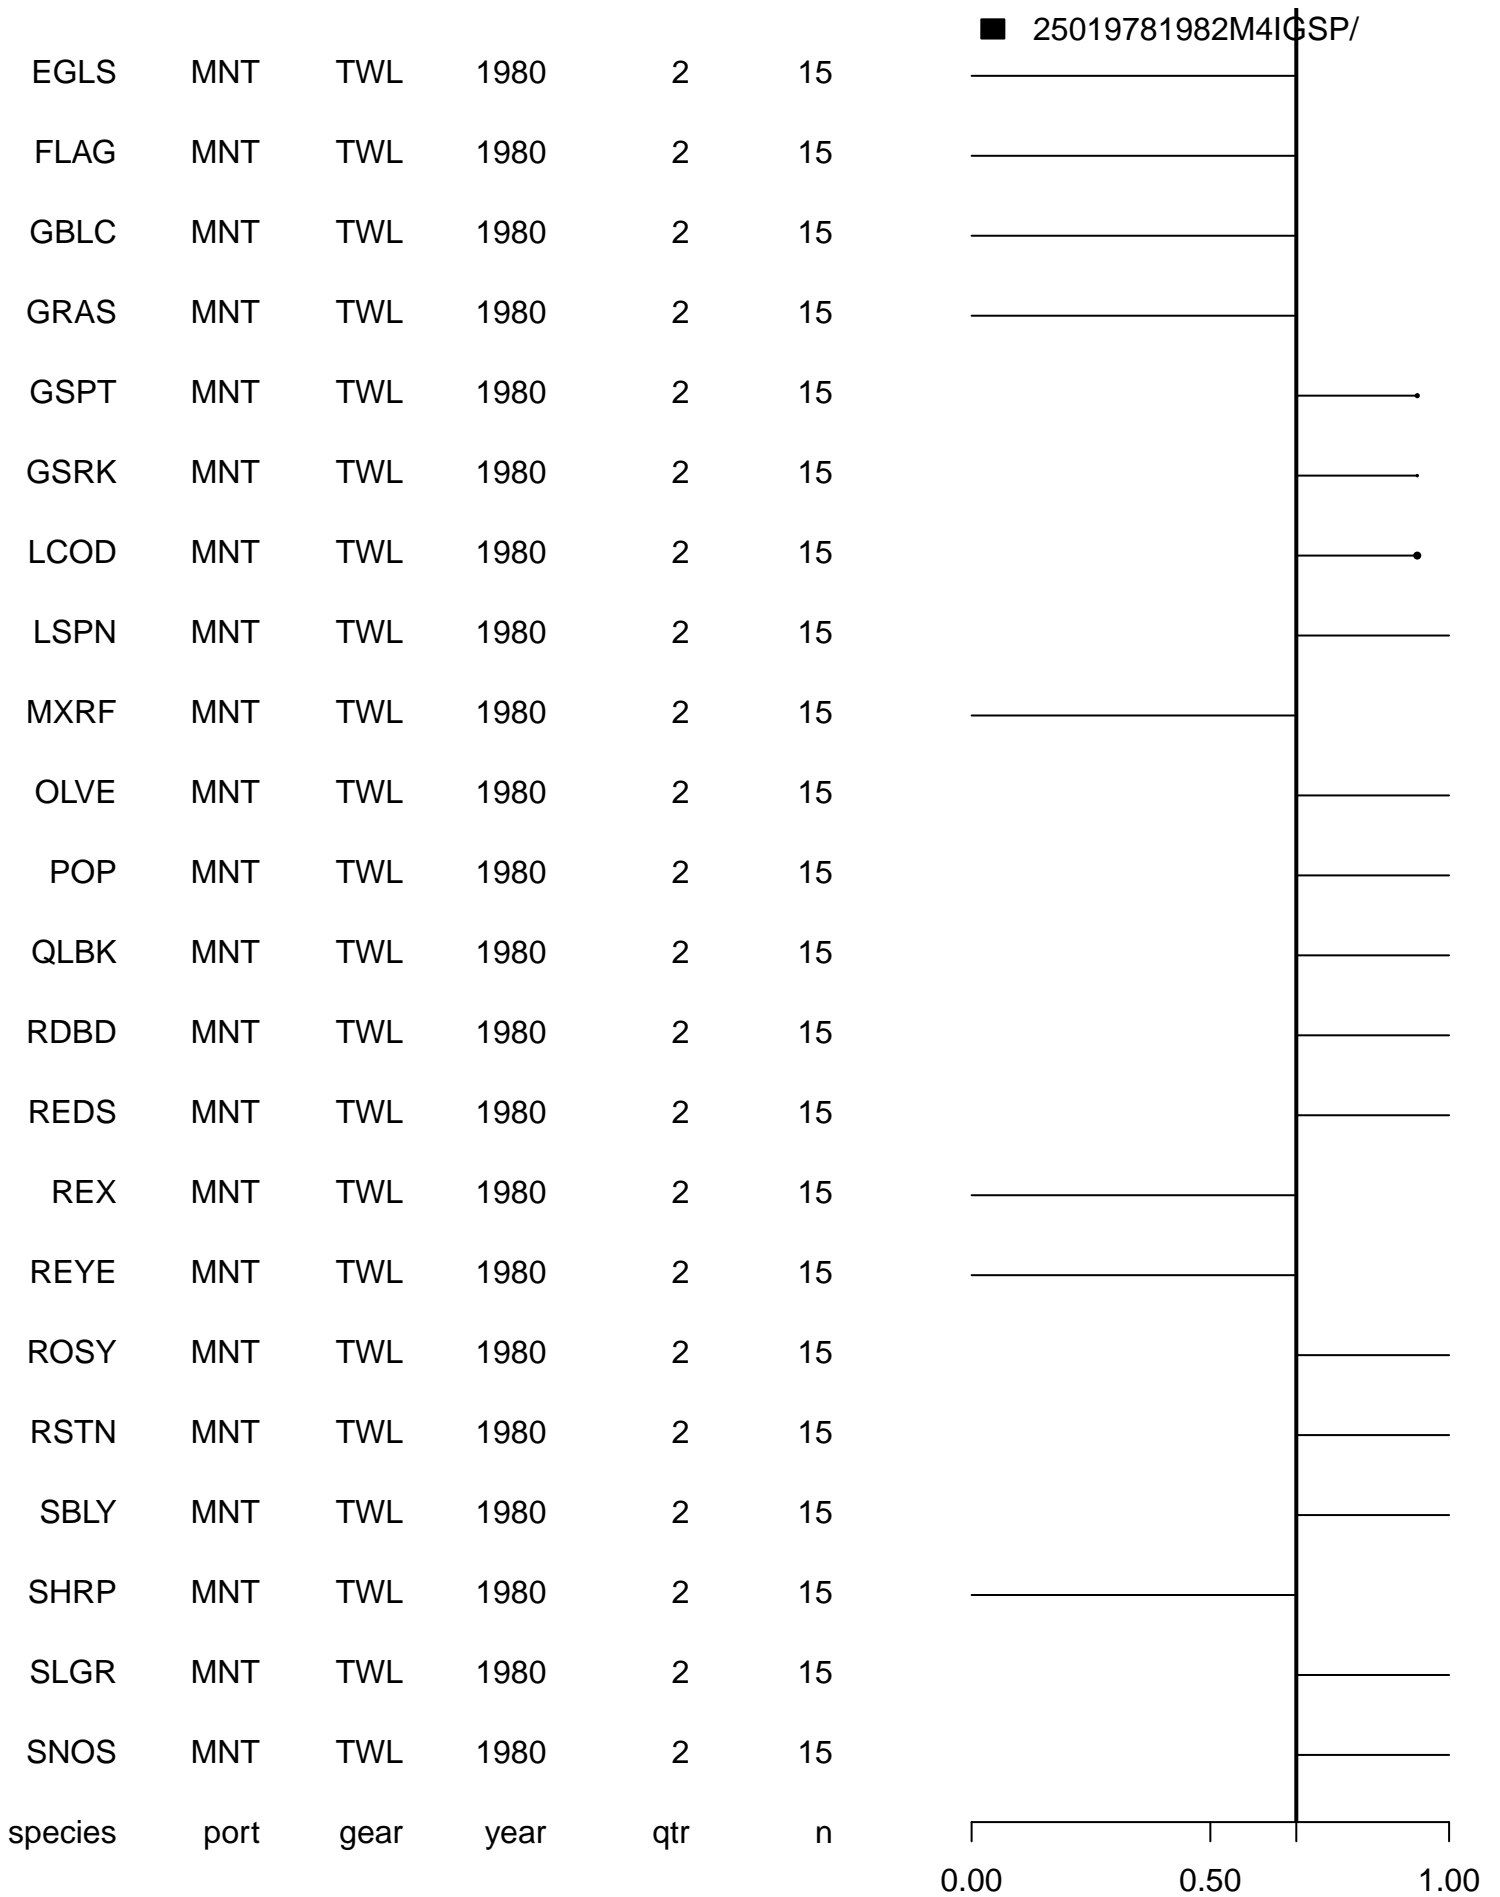 25019781982M4IGSP/
EGLS MNT TWL 1980 2 15
FLAG MNT TWL 1980 2 15
GBLC MNT TWL 1980 2 15
GRAS MNT TWL 1980 2 15
GSPT MNT TWL 1980 2 15
GSRK MNT TWL 1980 2 15
LCOD MNT TWL 1980 2 15
LSPN MNT TWL 1980 2 15
MXRF MNT TWL 1980 2 15
OLVE MNT TWL 1980 2 15
POP MNT TWL 1980 2 15
QLBK MNT TWL 1980 2 15
RDBD MNT TWL 1980 2 15
REDS MNT TWL 1980 2 15
REX MNT TWL 1980 2 15
REYE MNT TWL 1980 2 15
ROSY MNT TWL 1980 2 15
RSTN MNT TWL 1980 2 15
SBLY MNT TWL 1980 2 15
SHRP MNT TWL 1980 2 15
SLGR MNT TWL 1980 2 15
SNOS MNT TWL 1980 2 15
species port gear year qtr n
0.00 0.50 1.00